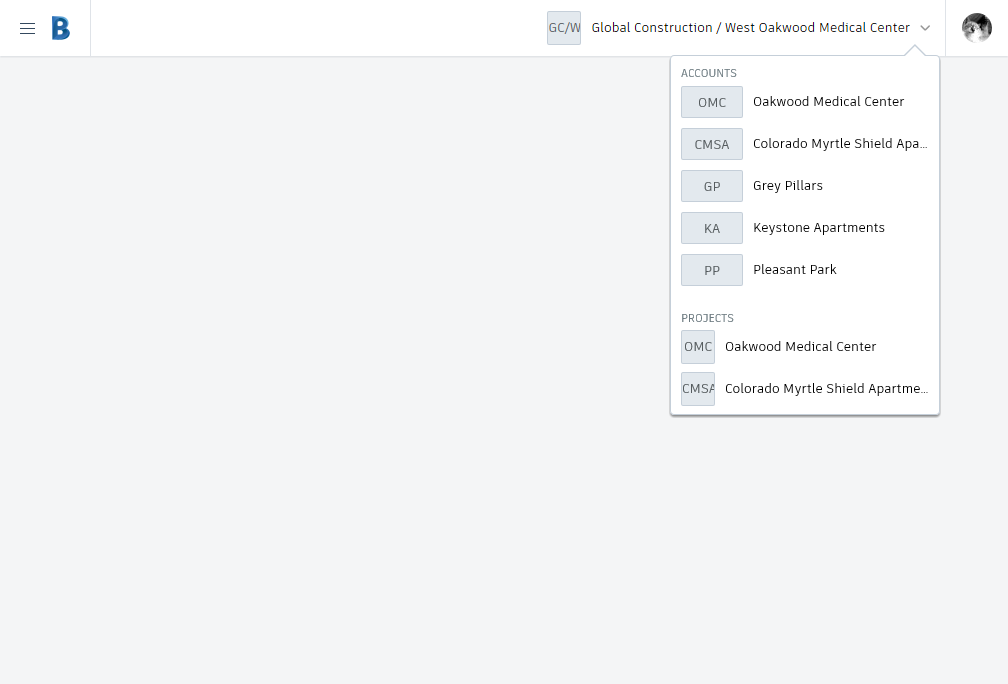 B
GC/W Global Construction / West Oakwood Medical Center
ACCOUNTS
OMC Oakwood Medical Center
CMSA Colorado Myrtle Shield Apa...
GP Grey Pillars
KA Keystone Apartments
PP Pleasant Park
PROJECTS
OMC Oakwood Medical Center
CMSA Colorado Myrtle Shield Apartme...